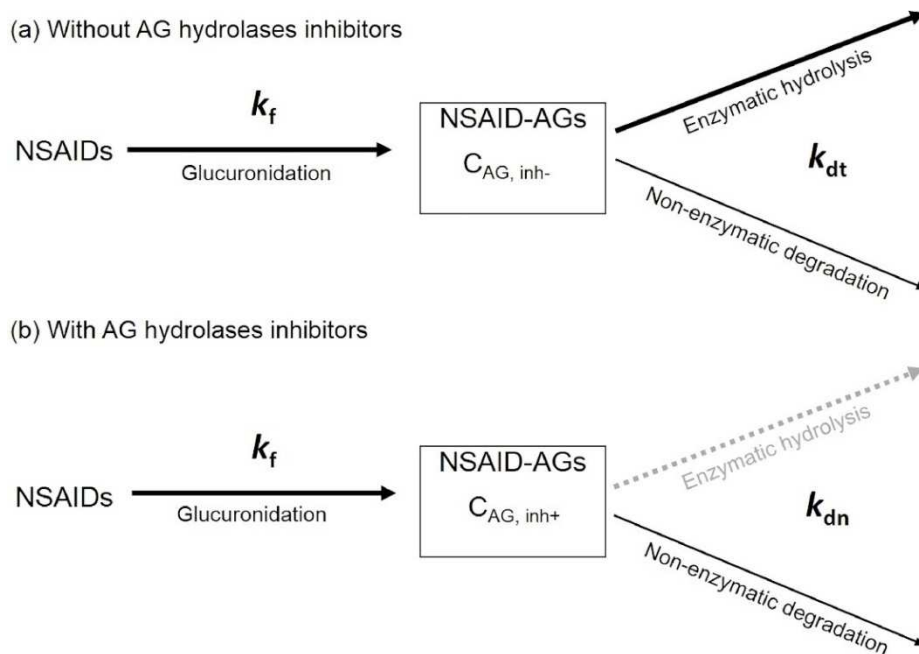 (a) Without AG hydrolases inhibitors
NSAIDs
k_f
Glucuronidation
NSAID-AGs
C_AG, inh-
Enzymatic hydrolysis
k_dt
Non-enzymatic degradation
(b) With AG hydrolases inhibitors
NSAIDs
k_f
Glucuronidation
NSAID-AGs
C_AG, inh+
Enzymatic hydrolysis
k_dn
Non-enzymatic degradation